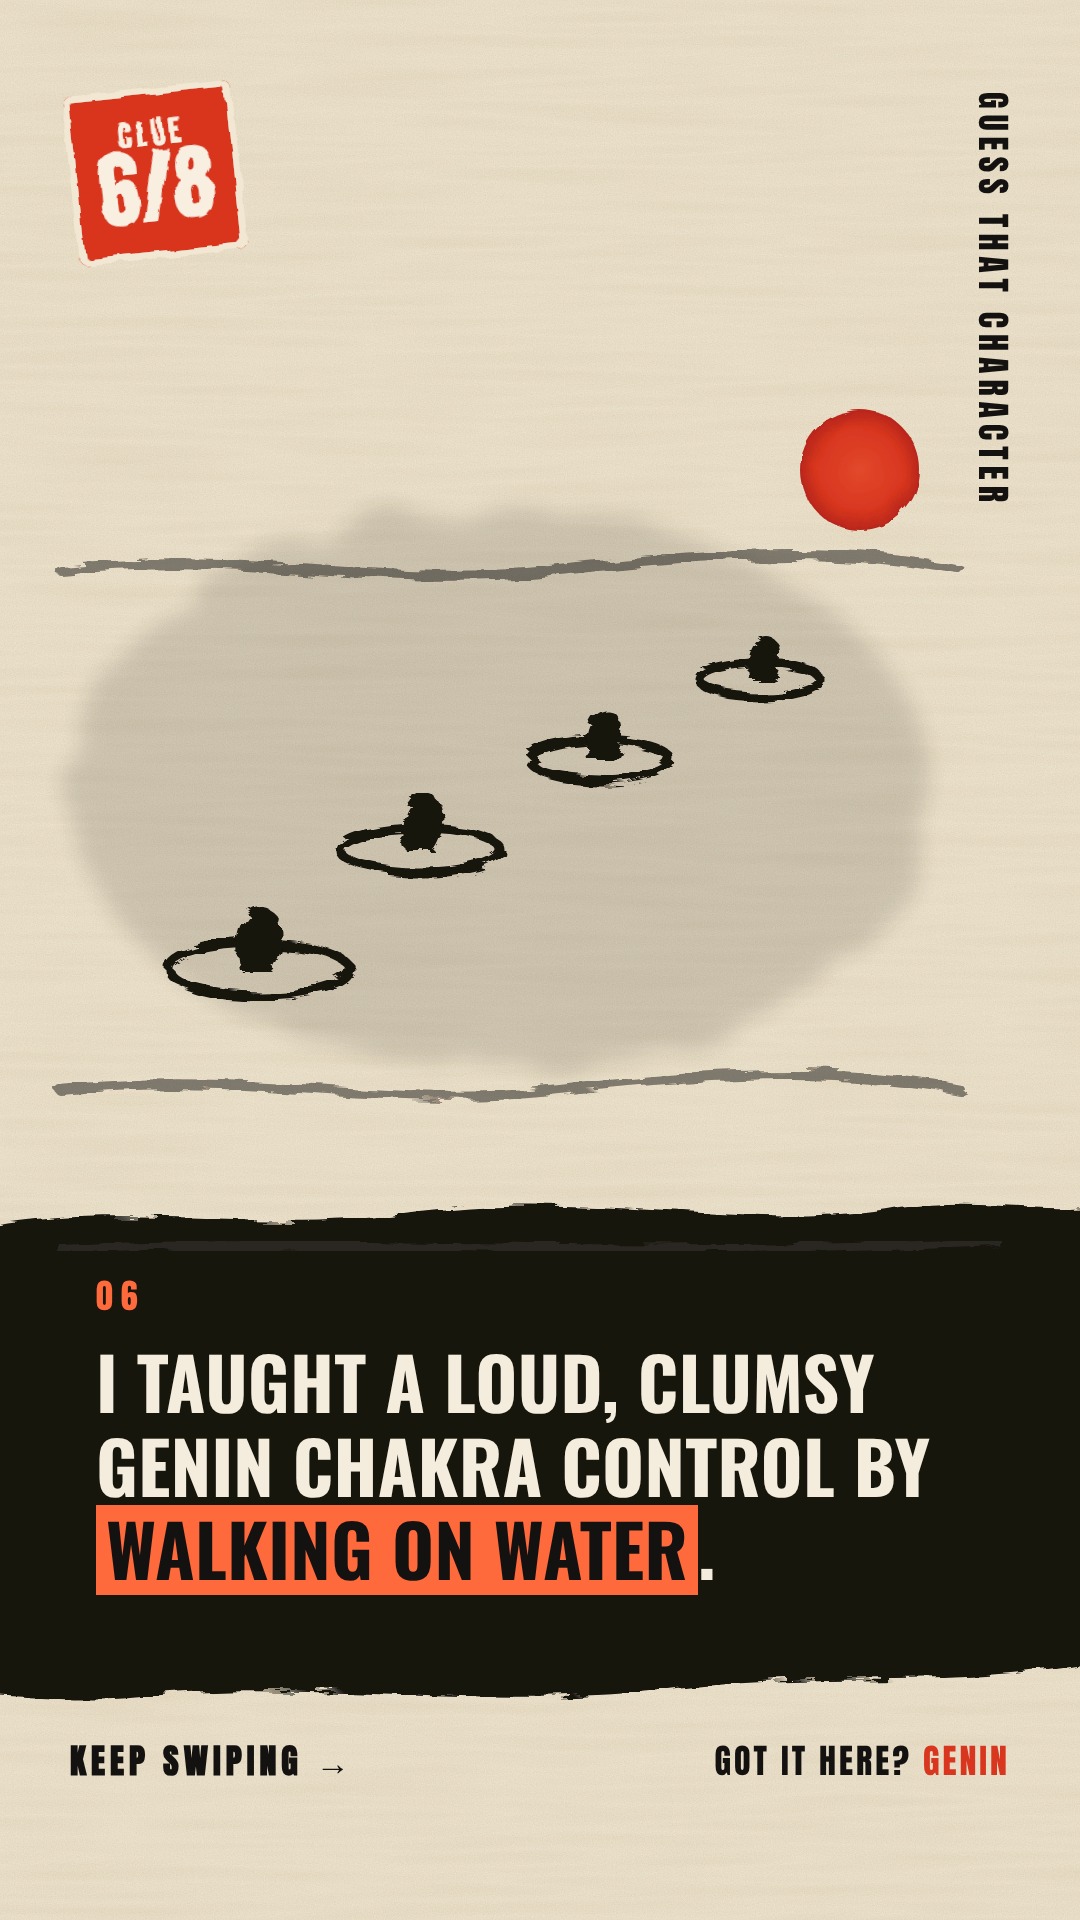 CLUE
6/8
GUESS THAT CHARACTER
06
I TAUGHT A LOUD, CLUMSY
GENIN CHAKRA CONTROL BY
WALKING ON WATER.
KEEP SWIPING →
GOT IT HERE? GENIN